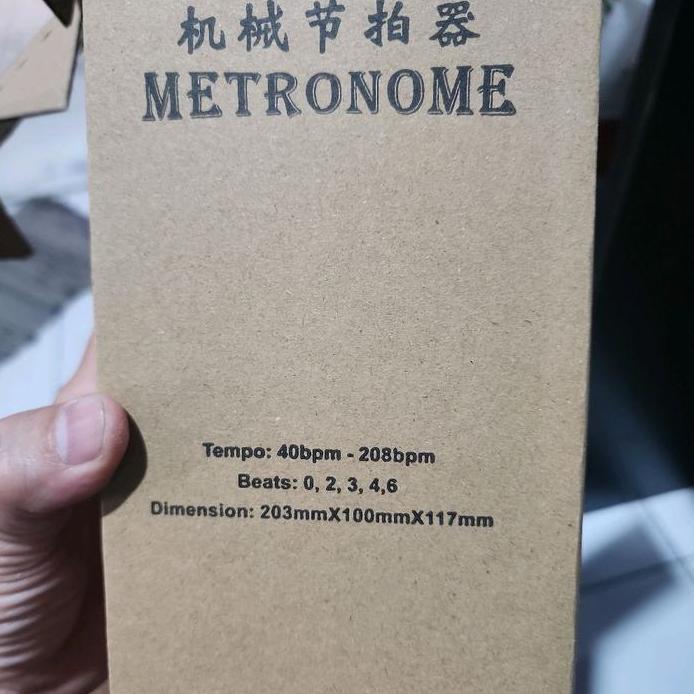 机械节拍器
METRONOME
Tempo: 40bpm - 208bpm
Beats: 0, 2, 3, 4,6
Dimension: 203mmX100mmX117mm